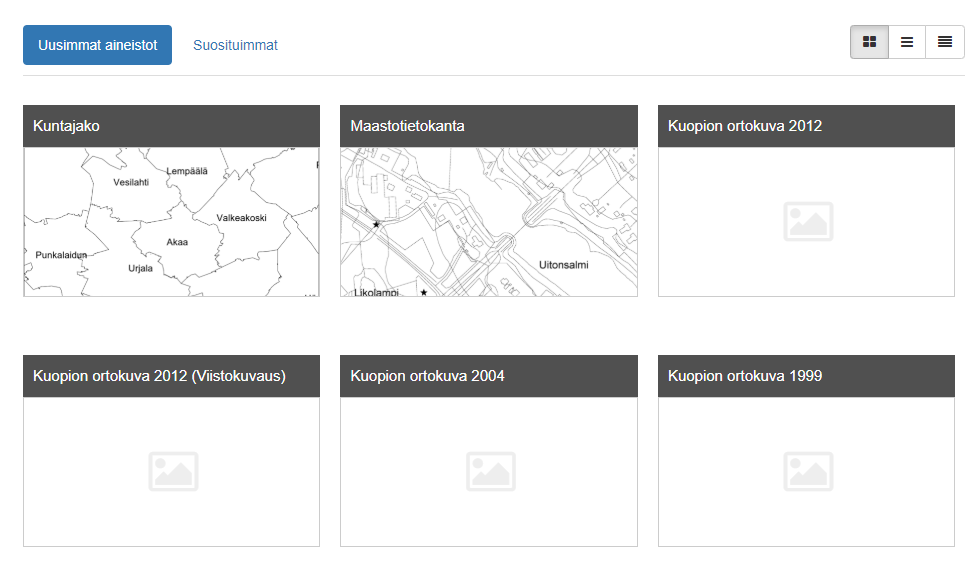 Uusimmat aineistot Suosituimmat
Kuntajako
Lempäälä
Vesilahti
Valkeakoski
Akaa
Punkalaidun
Urjala
Maastotietokanta
Uitonsalmi
Likolampi
Kuopion ortokuva 2012
Kuopion ortokuva 2012 (Viistokuvaus)
Kuopion ortokuva 2004
Kuopion ortokuva 1999